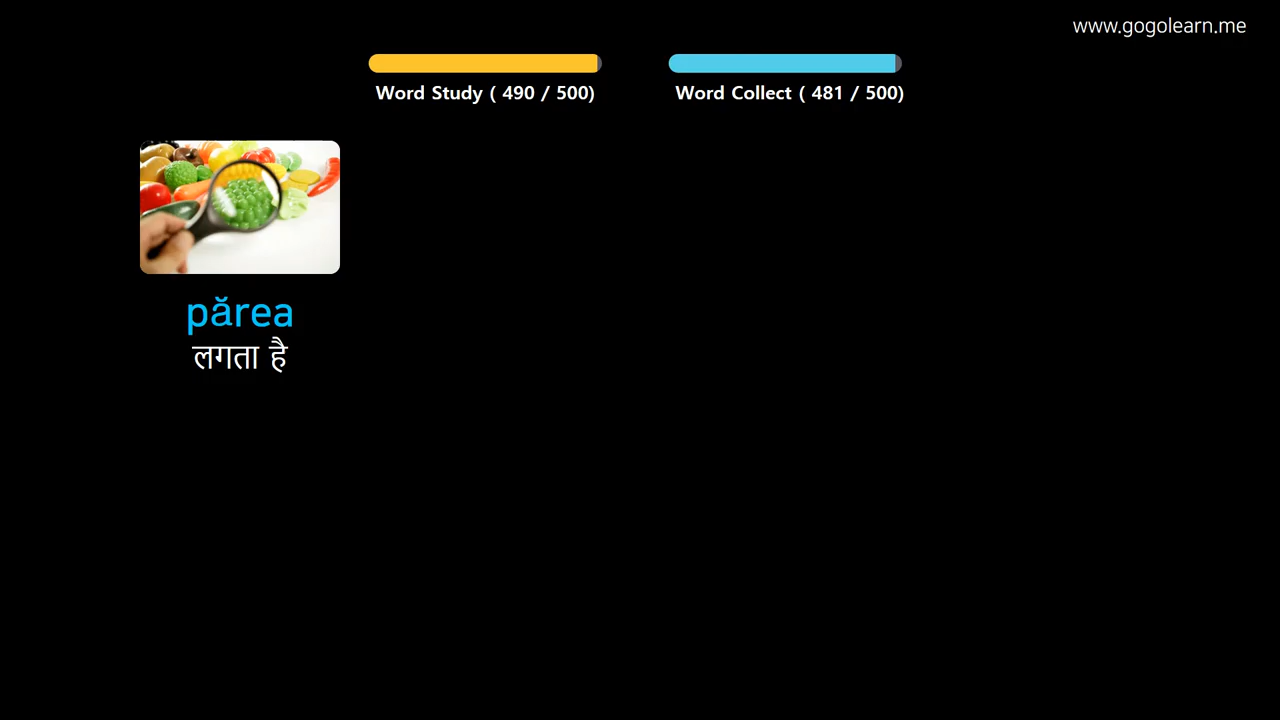 www.gogolearn.me
Word Study ( 490 / 500)
Word Collect ( 481 / 500)
părea
लगता है